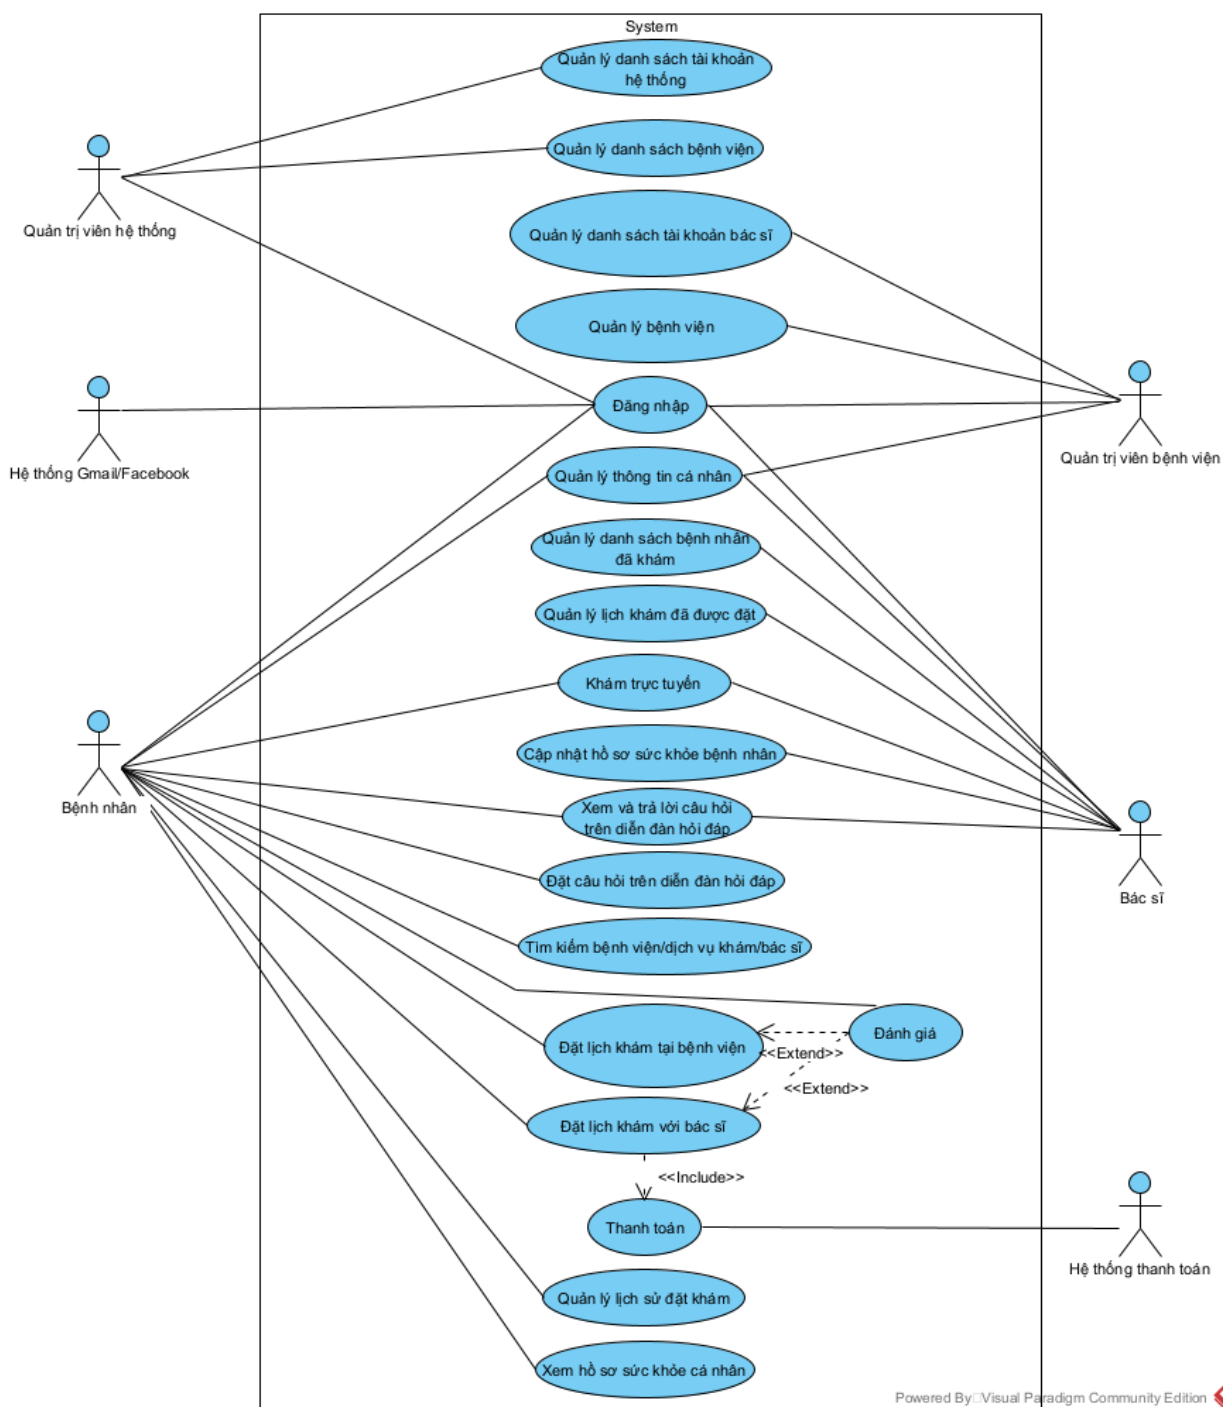 System
Quản lý danh sách tài khoản
hệ thống
Quản lý danh sách bệnh viện
Quản trị viên hệ thống
Quản lý danh sách tài khoản bác sĩ
Quản lý bệnh viện
Đăng nhập
Hệ thống Gmail/Facebook
Quản trị viên bệnh viện
Quản lý thông tin cá nhân
Quản lý danh sách bệnh nhân
đã khám
Quản lý lịch khám đã được đặt
Khám trực tuyến
Cập nhật hồ sơ sức khỏe bệnh nhân
Bệnh nhân
Xem và trả lời câu hỏi
trên diễn đàn hỏi đáp
Đặt câu hỏi trên diễn đàn hỏi đáp
Bác sĩ
Tìm kiếm bệnh viện/dịch vụ khám/bác sĩ
Đánh giá
Đặt lịch khám tại bệnh viện
<<Extend>>
<<Extend>>
Đặt lịch khám với bác sĩ
<<Include>>
Thanh toán
Hệ thống thanh toán
Quản lý lịch sử đặt khám
Xem hồ sơ sức khỏe cá nhân
Powered By Visual Paradigm Community Edition